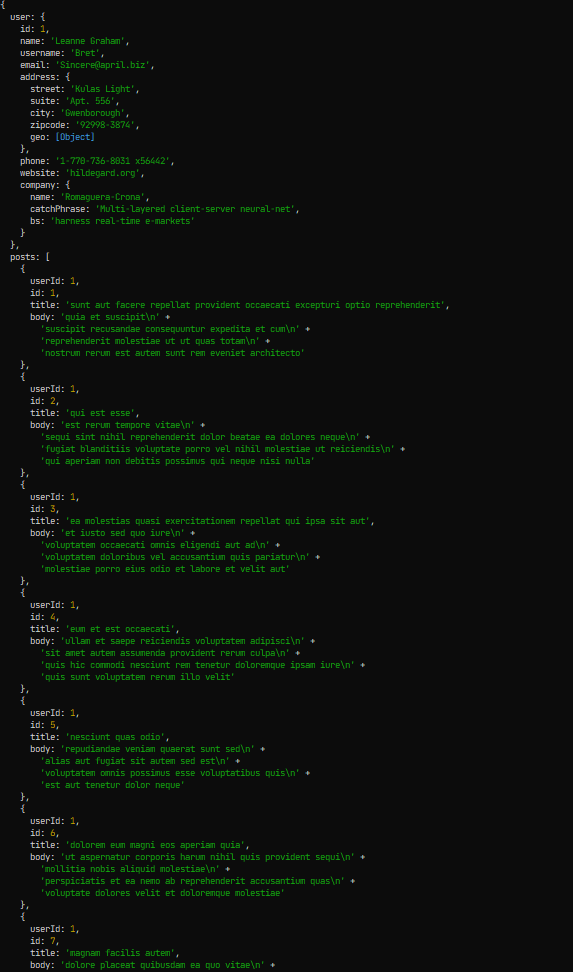 {
  user: {
    id: 1,
    name: 'Leanne Graham',
    username: 'Bret',
    email: 'Sincere@april.biz',
    address: {
      street: 'Kulas Light',
      suite: 'Apt. 556',
      city: 'Gwenborough',
      zipcode: '92998-3874',
      geo: [Object]
    },
    phone: '1-770-736-8031 x56442',
    website: 'hildegard.org',
    company: {
      name: 'Romaguera-Crona',
      catchPhrase: 'Multi-layered client-server neural-net',
      bs: 'harness real-time e-markets'
    }
  },
  posts: [
    {
      userId: 1,
      id: 1,
      title: 'sunt aut facere repellat provident occaecati excepturi optio reprehenderit',
      body: 'quia et suscipit\n' +
        'suscipit recusandae consequuntur expedita et cum\n' +
        'reprehenderit molestiae ut ut quas totam\n' +
        'nostrum rerum est autem sunt rem eveniet architecto'
    },
    {
      userId: 1,
      id: 2,
      title: 'qui est esse',
      body: 'est rerum tempore vitae\n' +
        'sequi sint nihil reprehenderit dolor beatae ea dolores neque\n' +
        'fugiat blanditiis voluptate porro vel nihil molestiae ut reiciendis\n' +
        'qui aperiam non debitis possimus qui neque nisi nulla'
    },
    {
      userId: 1,
      id: 3,
      title: 'ea molestias quasi exercitationem repellat qui ipsa sit aut',
      body: 'et iusto sed quo iure\n' +
        'voluptatem occaecati omnis eligendi aut ad\n' +
        'voluptatem doloribus vel accusantium quis pariatur\n' +
        'molestiae porro eius odio et labore et velit aut'
    },
    {
      userId: 1,
      id: 4,
      title: 'eum et est occaecati',
      body: 'ullam et saepe reiciendis voluptatem adipisci\n' +
        'sit amet autem assumenda provident rerum culpa\n' +
        'quis hic commodi nesciunt rem tenetur doloremque ipsam iure\n' +
        'quis sunt voluptatem rerum illo velit'
    },
    {
      userId: 1,
      id: 5,
      title: 'nesciunt quas odio',
      body: 'repudiandae veniam quaerat sunt sed\n' +
        'alias aut fugiat sit autem sed est\n' +
        'voluptatem omnis possimus esse voluptatibus quis\n' +
        'est aut tenetur dolor neque'
    },
    {
      userId: 1,
      id: 6,
      title: 'dolorem eum magni eos aperiam quia',
      body: 'ut aspernatur corporis harum nihil quis provident sequi\n' +
        'mollitia nobis aliquid molestiae\n' +
        'perspiciatis et ea nemo ab reprehenderit accusantium quas\n' +
        'voluptate dolores velit et doloremque molestiae'
    },
    {
      userId: 1,
      id: 7,
      title: 'magnam facilis autem',
      body: 'dolore placeat quibusdam ea quo vitae\n' +